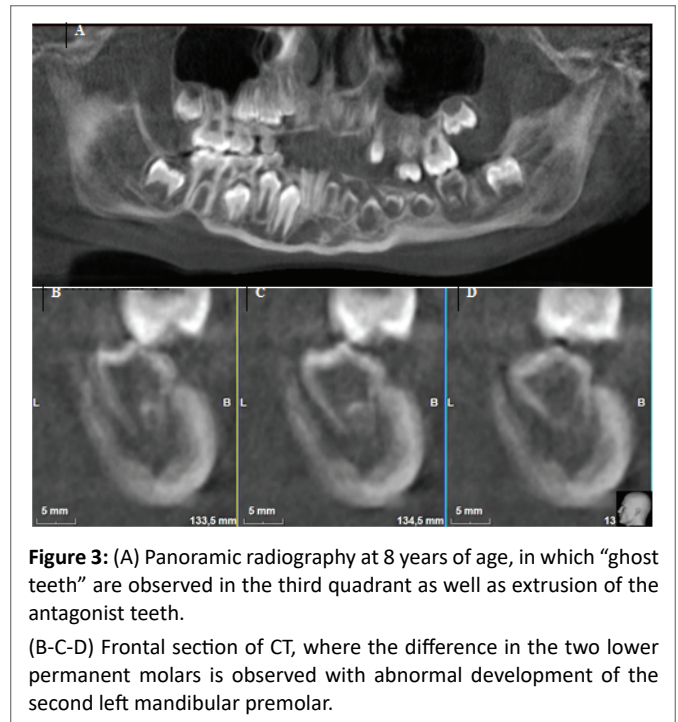 A
B
C
D
L
B
L
B
L
B
5 mm
133,5 mm
5 mm
134,5 mm
5 mm
13
Figure 3: (A) Panoramic radiography at 8 years of age, in which “ghost
teeth” are observed in the third quadrant as well as extrusion of the
antagonist teeth.
(B-C-D) Frontal section of CT, where the difference in the two lower
permanent molars is observed with abnormal development of the
second left mandibular premolar.